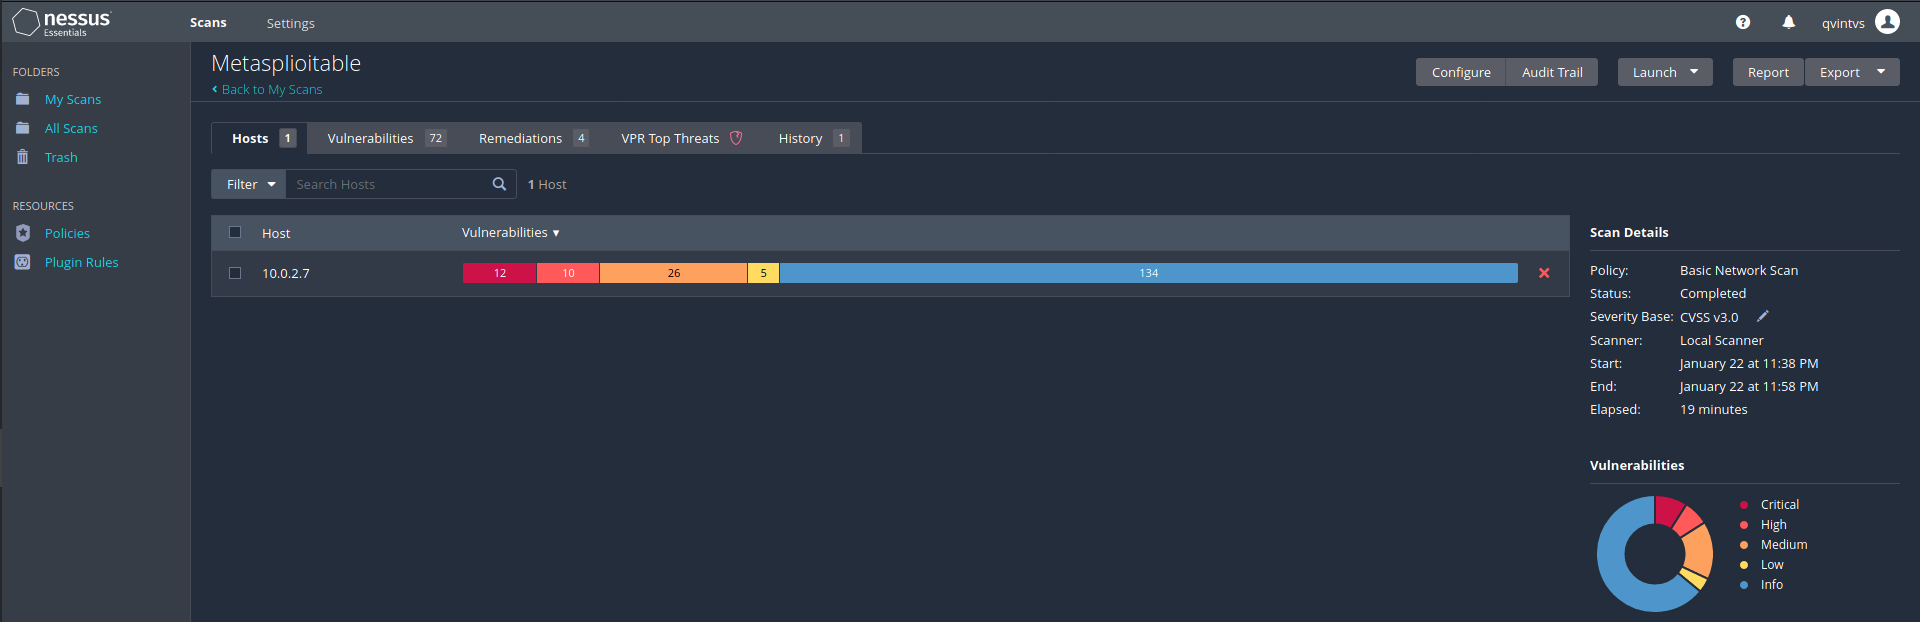 nessus
Essentials
Scans
Settings
qvintvs
FOLDERS
My Scans
All Scans
Trash
RESOURCES
Policies
Plugin Rules
Metasplioitable
Back to My Scans
Configure
Audit Trail
Launch
Report
Export
Hosts 1
Vulnerabilities 72
Remediations 4
VPR Top Threats
History 1
Filter
Search Hosts
1 Host
Host Vulnerabilities
10.0.2.7 12 10 26 5 134
Scan Details
Policy: Basic Network Scan
Status: Completed
Severity Base: CVSS v3.0
Scanner: Local Scanner
Start: January 22 at 11:38 PM
End: January 22 at 11:58 PM
Elapsed: 19 minutes
Vulnerabilities
Critical
High
Medium
Low
Info